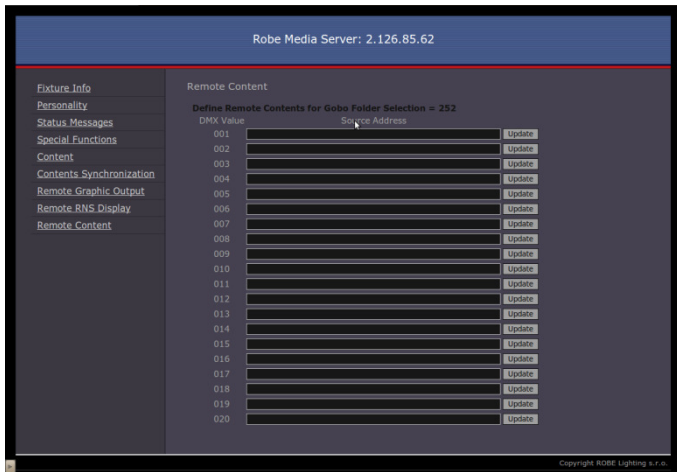 Robe Media Server: 2.126.85.62
Fixture Info
Personality
Status Messages
Special Functions
Content
Contents Synchronization
Remote Graphic Output
Remote RNS Display
Remote Content
Remote Content
Define Remote Contents for Gobo Folder Selection = 252
DMX Value Source Address
001 Update
002 Update
003 Update
004 Update
005 Update
006 Update
007 Update
008 Update
009 Update
010 Update
011 Update
012 Update
013 Update
014 Update
015 Update
016 Update
017 Update
018 Update
019 Update
020 Update
Copyright ROBE Lighting s.r.o.